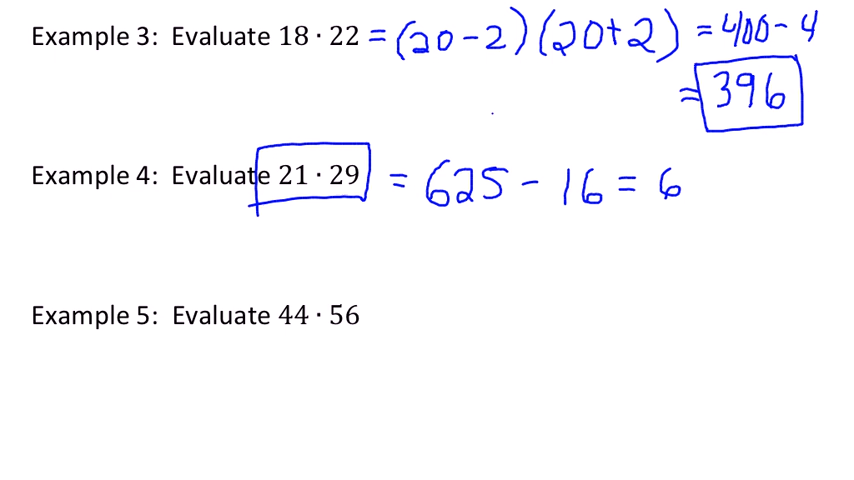 Example 3: Evaluate 18 · 22 = (20 - 2)(20 + 2) = 400 - 4
= 396
Example 4: Evaluate 21 · 29 = 625 - 16 = 6
Example 5: Evaluate 44 · 56